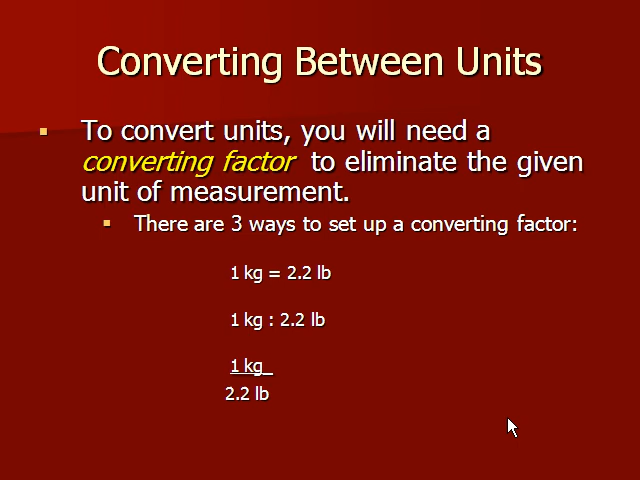 Converting Between Units
To convert units, you will need a
converting factor to eliminate the given
unit of measurement.
There are 3 ways to set up a converting factor:
1 kg = 2.2 lb
1 kg : 2.2 lb
1 kg
2.2 lb